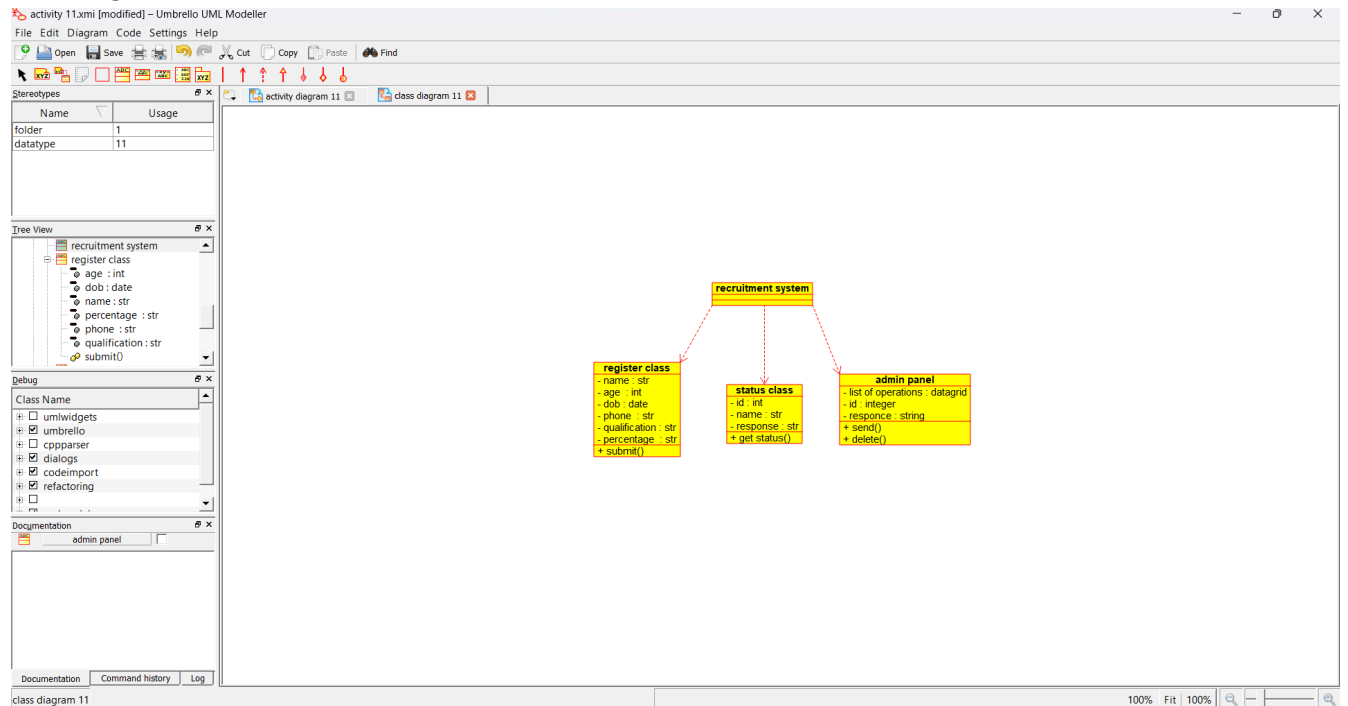 activity 11.xmi [modified] – Umbrello UML Modeller
File Edit Diagram Code Settings Help
Open Save Cut Copy Paste Find
Stereotypes
activity diagram 11 class diagram 11
Name Usage
folder 1
datatype 11
Tree View
recruitment system
register class
age : int
dob : date
name : str
percentage : str
phone : str
qualification : str
submit()
Debug
Class Name
umlwidgets
umbrello
cppparser
dialogs
codeimport
refactoring
Documentation
admin panel
Documentation Command history Log
recruitment system
register class
- name : str
- age : int
- dob : date
- phone : str
- qualification : str
- percentage : str
+ submit()
status class
- id : int
- name : str
- response : str
+ get status()
admin panel
- list of operations : datagrid
- id : integer
- responce : string
+ send()
+ delete()
class diagram 11
100% Fit 100%